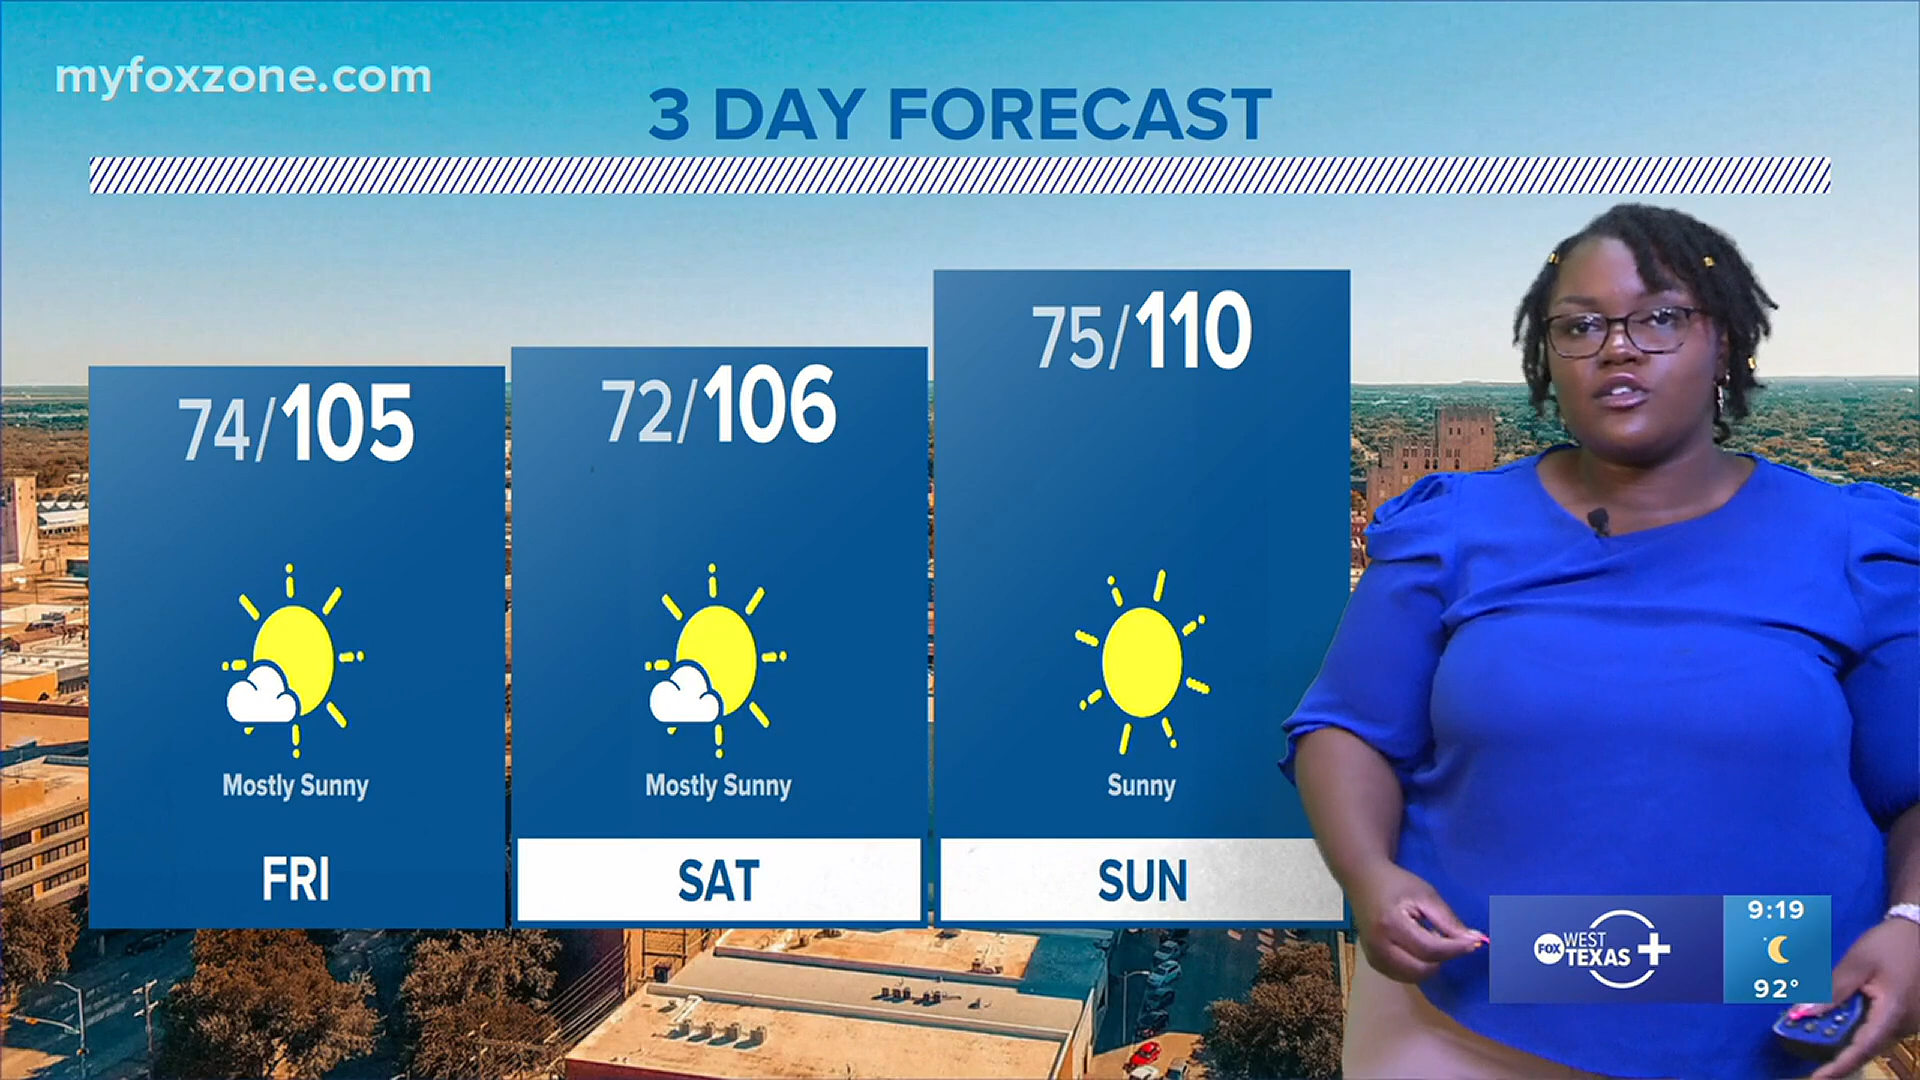 myfoxzone.com
3 DAY FORECAST
74/105
Mostly Sunny
FRI
72/106
Mostly Sunny
SAT
75/110
Sunny
SUN
FOX WEST TEXAS +
9:19
92°